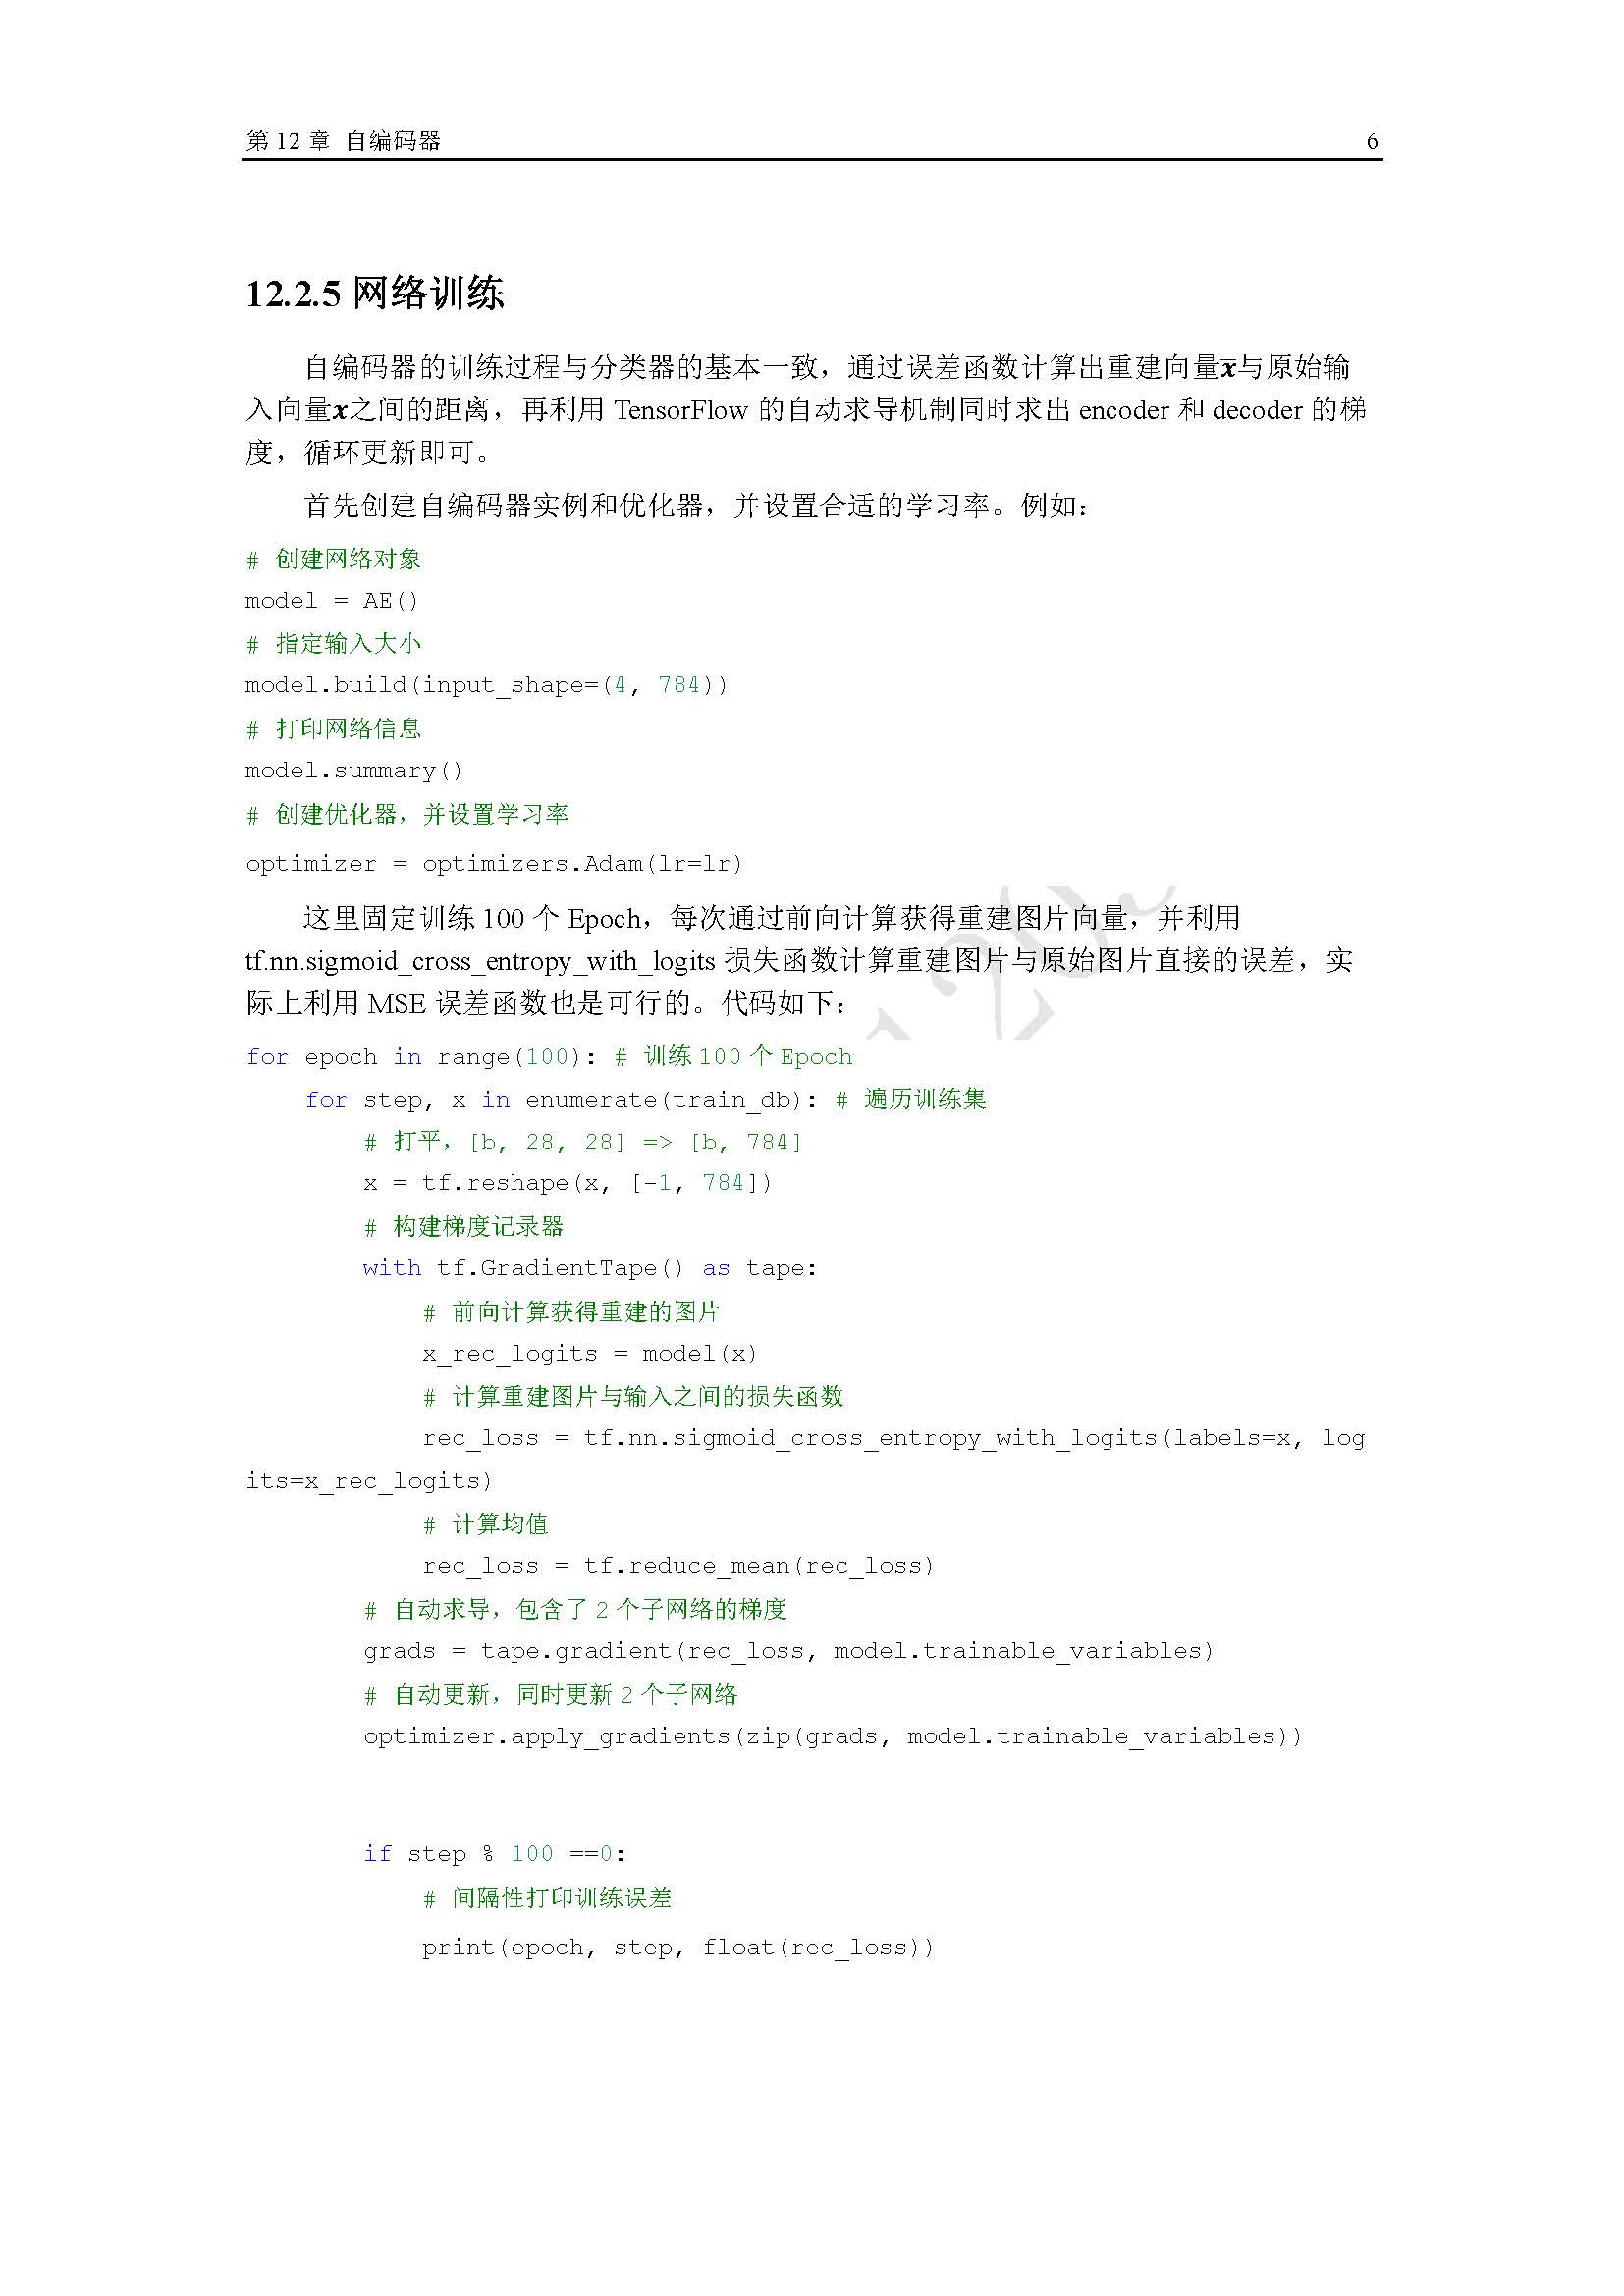 第 12 章 自编码器 6
12.2.5 网络训练
自编码器的训练过程与分类器的基本一致，通过误差函数计算出重建向量x̅与原始输
入向量x之间的距离，再利用 TensorFlow 的自动求导机制同时求出 encoder 和 decoder 的梯
度，循环更新即可。
首先创建自编码器实例和优化器，并设置合适的学习率。例如：
# 创建网络对象
model = AE()
# 指定输入大小
model.build(input_shape=(4, 784))
# 打印网络信息
model.summary()
# 创建优化器，并设置学习率
optimizer = optimizers.Adam(lr=lr)
这里固定训练 100 个 Epoch，每次通过前向计算获得重建图片向量，并利用
tf.nn.sigmoid_cross_entropy_with_logits 损失函数计算重建图片与原始图片直接的误差，实
际上利用 MSE 误差函数也是可行的。代码如下：
for epoch in range(100): # 训练 100 个 Epoch
    for step, x in enumerate(train_db): # 遍历训练集
        # 打平，[b, 28, 28] => [b, 784]
        x = tf.reshape(x, [-1, 784])
        # 构建梯度记录器
        with tf.GradientTape() as tape:
            # 前向计算获得重建的图片
            x_rec_logits = model(x)
            # 计算重建图片与输入之间的损失函数
            rec_loss = tf.nn.sigmoid_cross_entropy_with_logits(labels=x, log
its=x_rec_logits)
            # 计算均值
            rec_loss = tf.reduce_mean(rec_loss)
        # 自动求导，包含了 2 个子网络的梯度
        grads = tape.gradient(rec_loss, model.trainable_variables)
        # 自动更新，同时更新 2 个子网络
        optimizer.apply_gradients(zip(grads, model.trainable_variables))
        if step % 100 ==0:
            # 间隔性打印训练误差
            print(epoch, step, float(rec_loss))